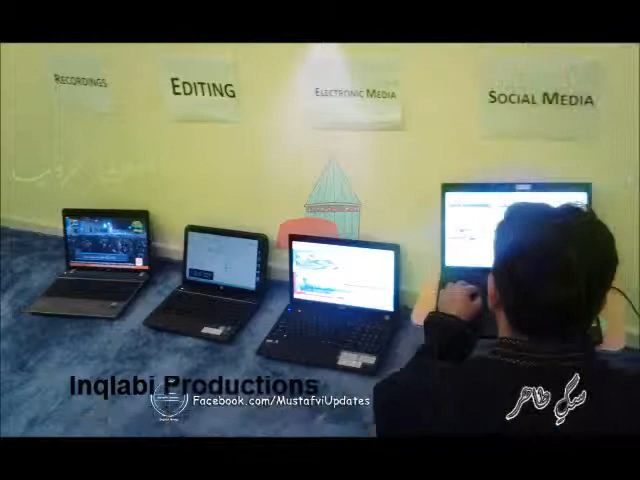 RECORDINGS
EDITING
ELECTRONIC MEDIA
SOCIAL MEDIA
Inqlabi Productions
Facebook.com/MustafviUpdates